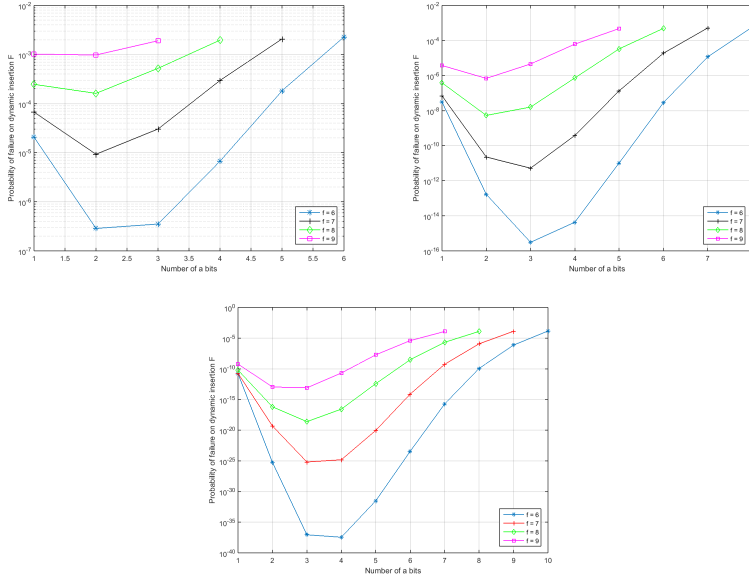 10^-2
10^-3
10^-4
10^-5
10^-6
10^-7
Probability of failure on dynamic insertion F
1 1.5 2 2.5 3 3.5 4 4.5 5 5.5 6
Number of a bits
f = 6
f = 7
f = 8
f = 9
10^-2
10^-4
10^-6
10^-8
10^-10
10^-12
10^-14
10^-16
Probability of failure on dynamic insertion F
1 2 3 4 5 6 7
Number of a bits
f = 6
f = 7
f = 8
f = 9
10^0
10^-5
10^-10
10^-15
10^-20
10^-25
10^-30
10^-35
10^-40
Probability of failure on dynamic insertion F
1 2 3 4 5 6 7 8 9 10
Number of a bits
f = 6
f = 7
f = 8
f = 9